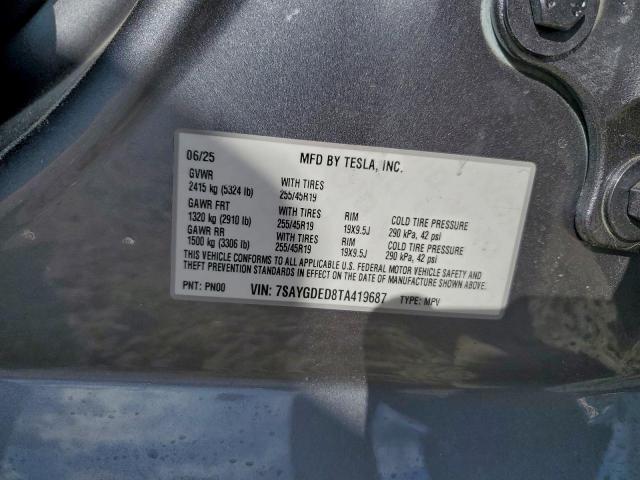 06/25 MFD BY TESLA, INC.
GVWR WITH TIRES
2415 kg (5324 lb) 255/45R19
GAWR FRT WITH TIRES RIM COLD TIRE PRESSURE
1320 kg (2910 lb) 255/45R19 19X9.5J 290 kPa, 42 psi
GAWR RR WITH TIRES RIM COLD TIRE PRESSURE
1500 kg (3306 lb) 255/45R19 19X9.5J 290 kPa, 42 psi
THIS VEHICLE CONFORMS TO ALL APPLICABLE U.S. FEDERAL MOTOR VEHICLE SAFETY AND
THEFT PREVENTION STANDARDS IN EFFECT ON THE DATE OF MANUFACTURE SHOWN ABOVE.
PNT: PN00 VIN: 7SAYGDED8TA419687 TYPE: MPV